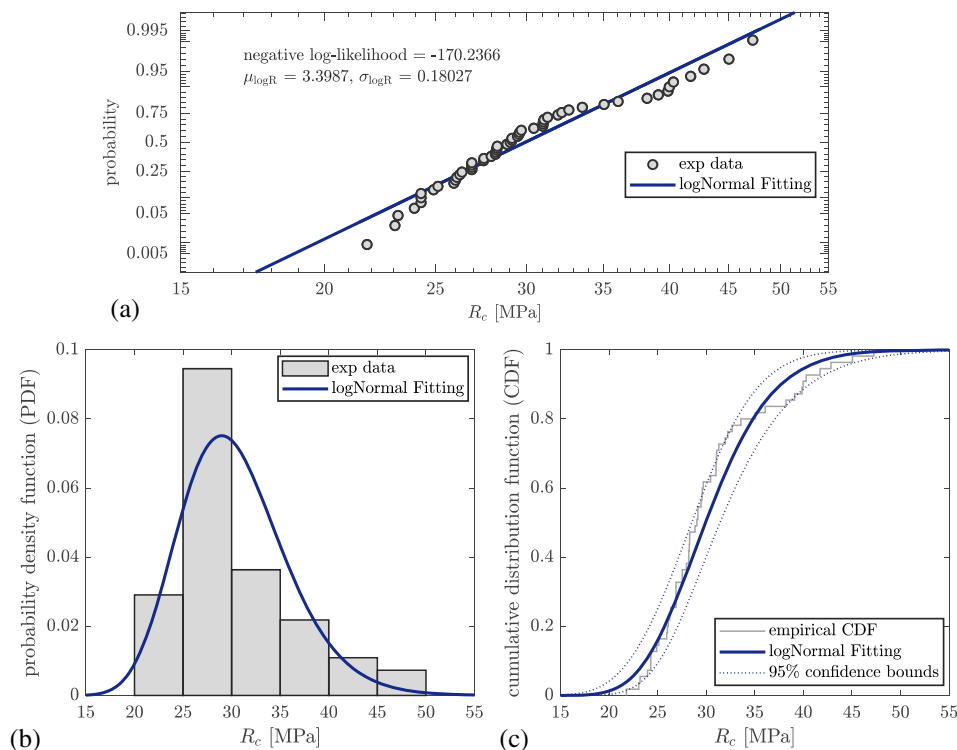 0.995
0.95
0.75
0.5
0.25
0.05
0.005
probability
negative log-likelihood = -170.2366
μlogR = 3.3987, σlogR = 0.18027
exp data
logNormal Fitting
15 20 25 30 35 40 45 50 55
Rc [MPa]
(a)
0.1
0.08
0.06
0.04
0.02
0
probability density function (PDF)
exp data
logNormal Fitting
15 20 25 30 35 40 45 50 55
Rc [MPa]
(b)
1
0.8
0.6
0.4
0.2
0
cumulative distribution function (CDF)
empirical CDF
logNormal Fitting
95% confidence bounds
15 20 25 30 35 40 45 50 55
Rc [MPa]
(c)